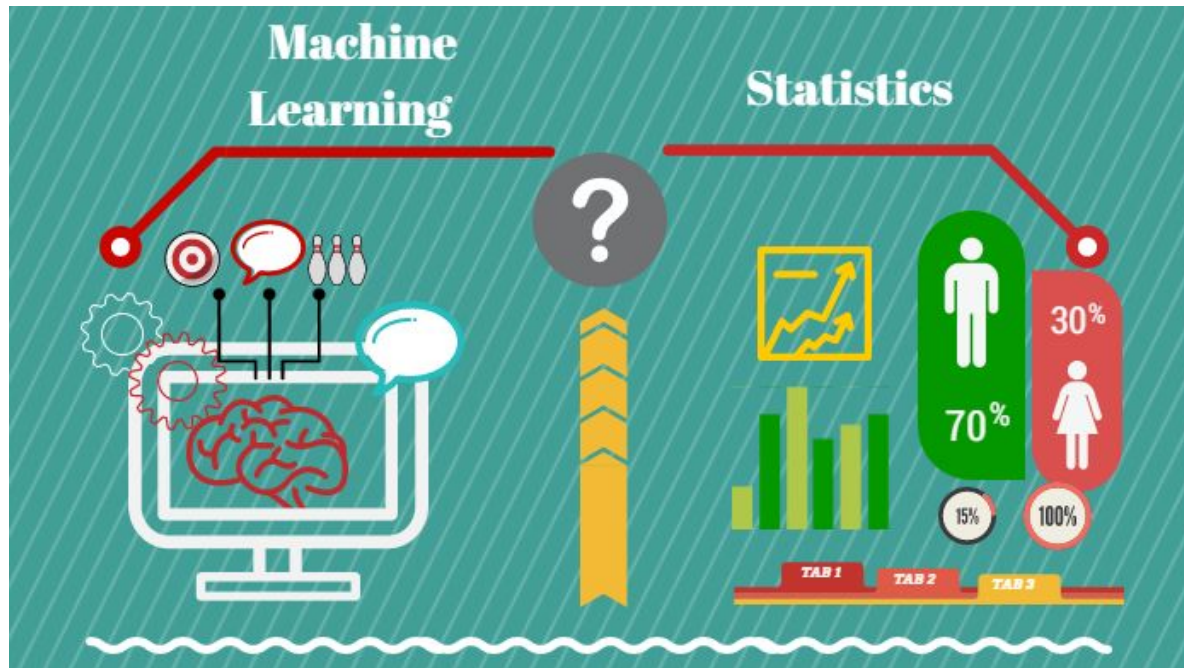 Machine
Learning
Statistics
?
30%
70%
15%
100%
TAB 1
TAB 2
TAB 3